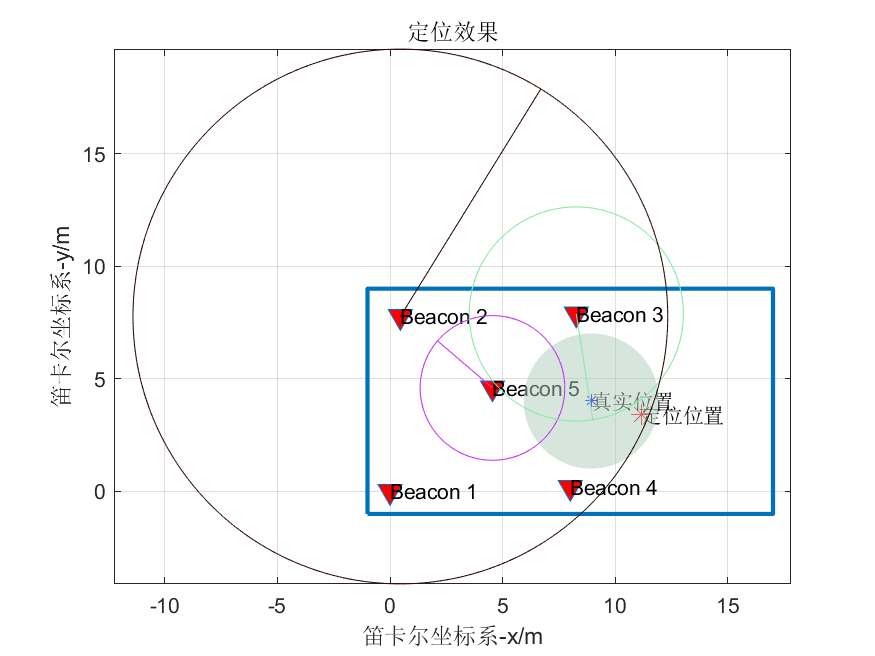 定位效果
笛卡尔坐标系-y/m
15
10
5
0
Beacon 2
Beacon 3
Beacon 5
真实位置
定位位置
Beacon 1
Beacon 4
-10
-5
0
5
10
15
笛卡尔坐标系-x/m